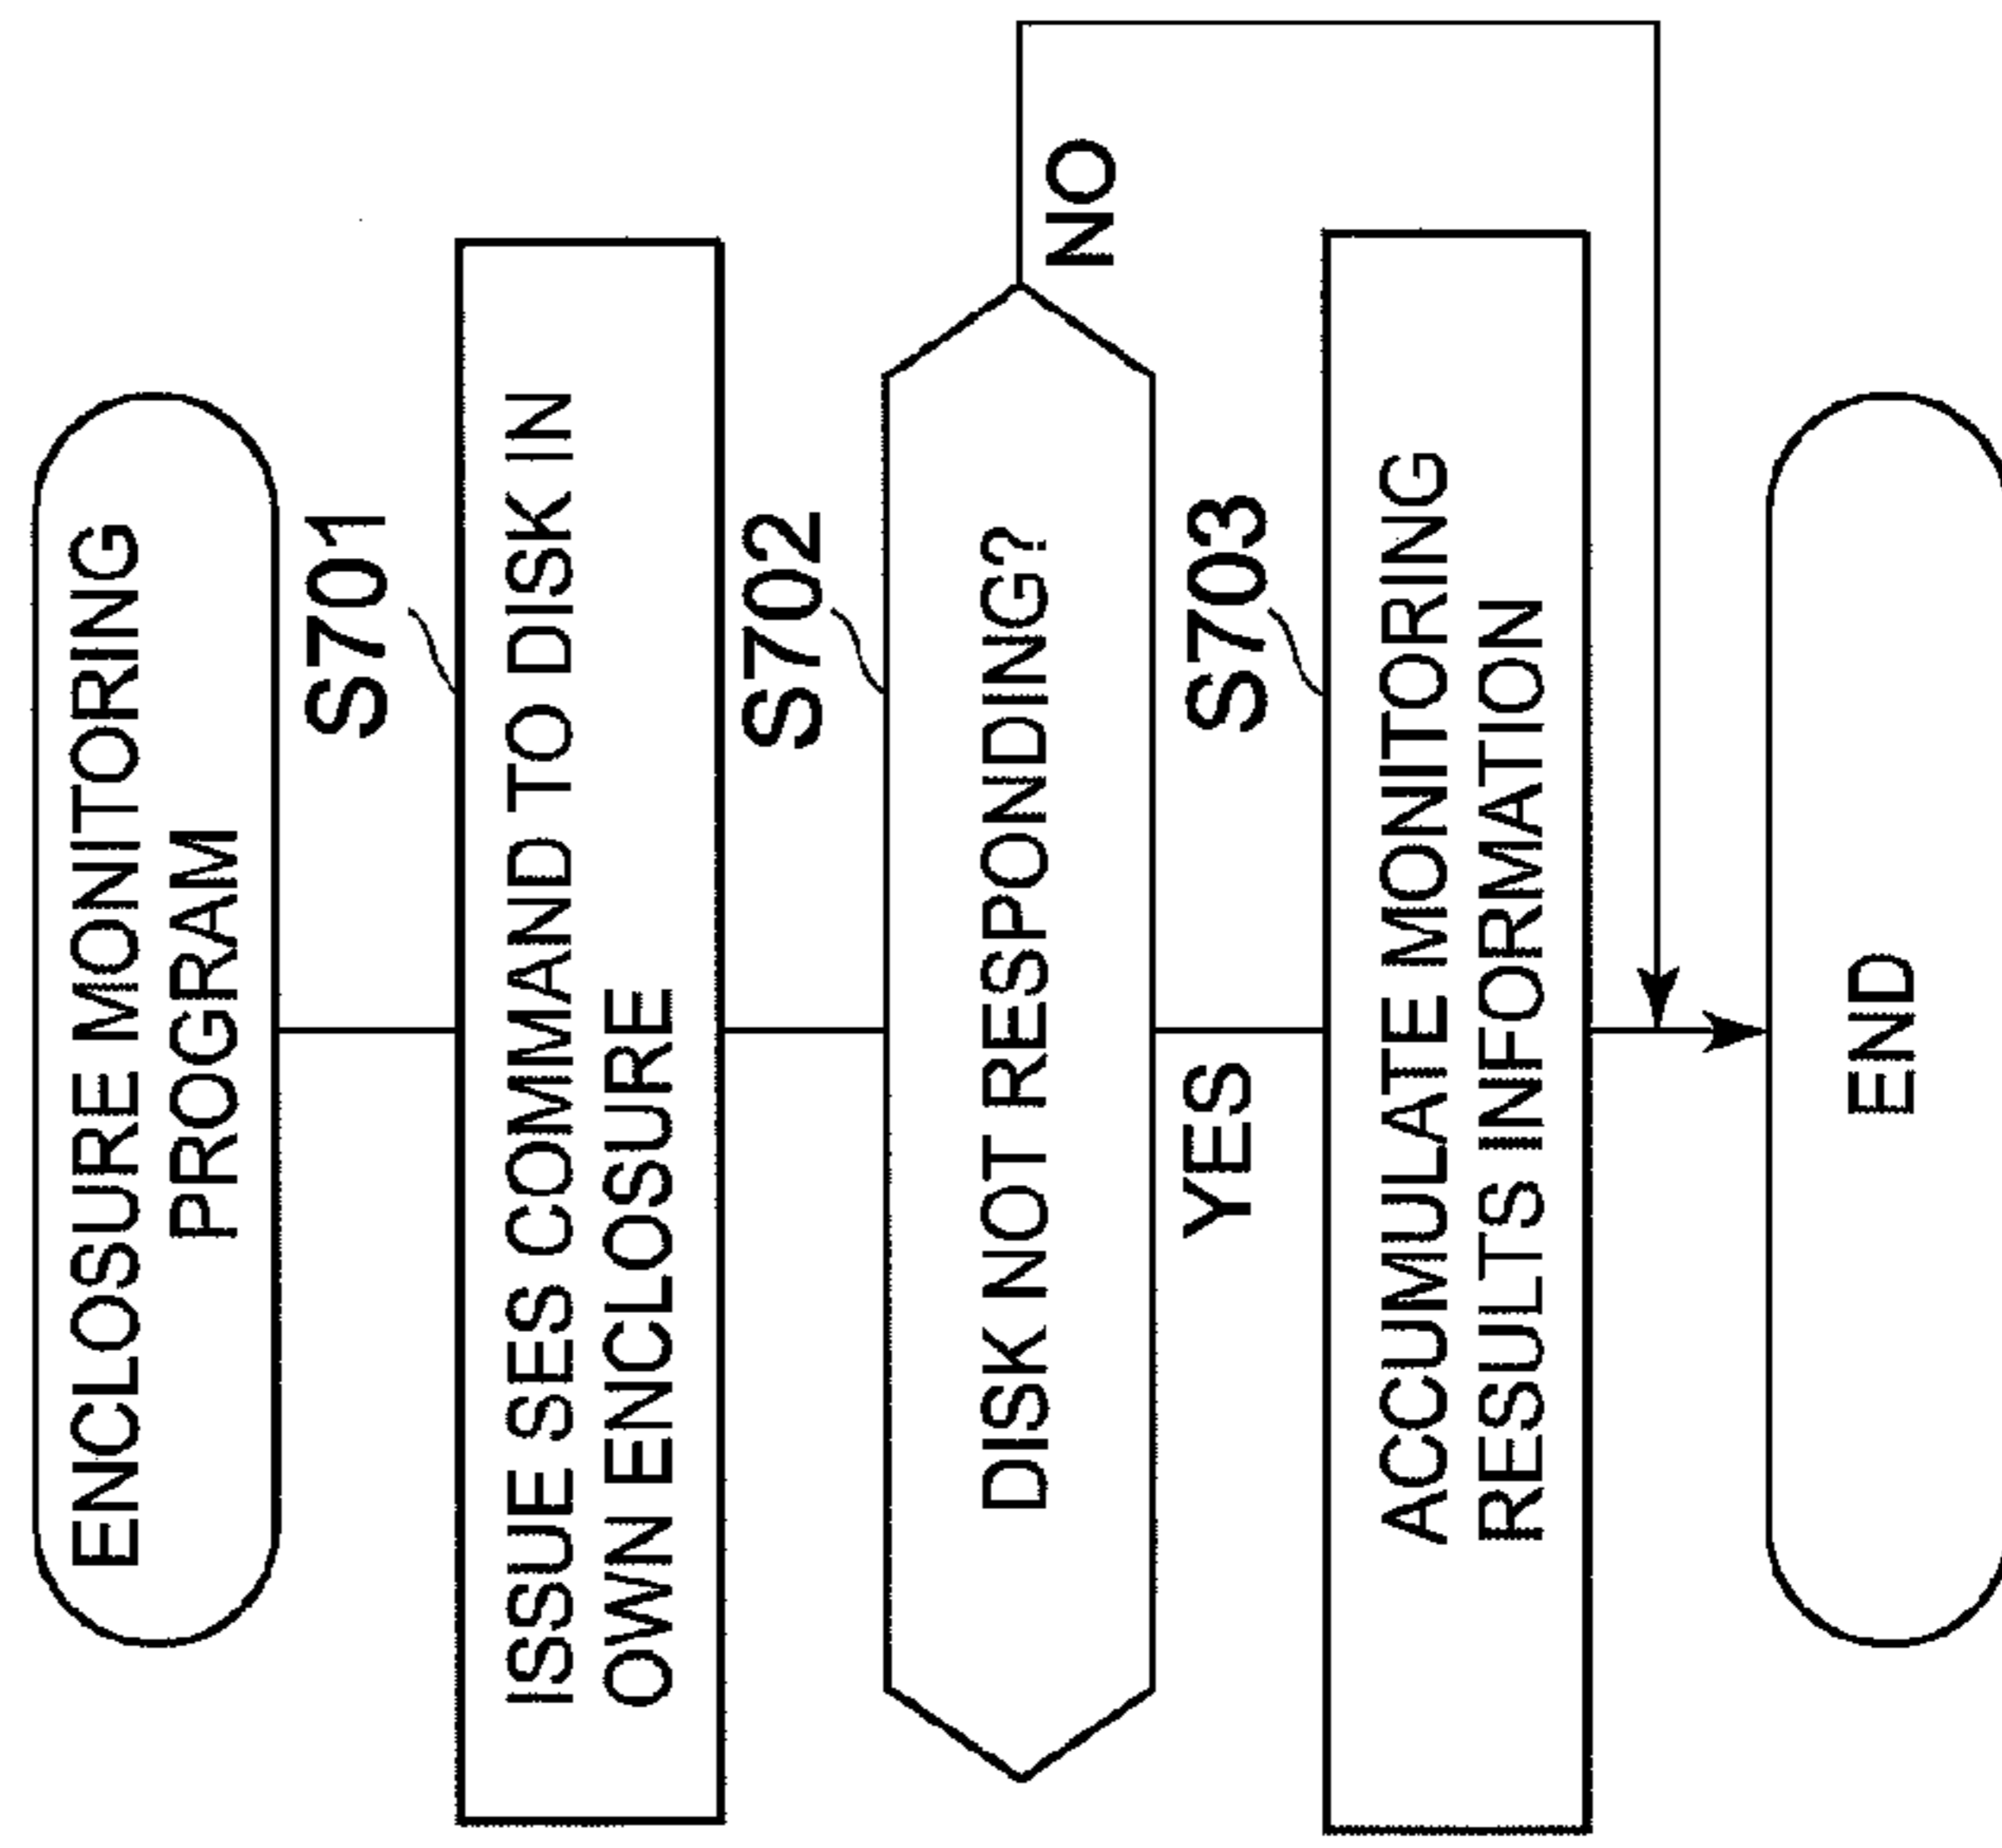 ENCLOSURE MONITORING
PROGRAM
S701
ISSUE SES COMMAND TO DISK IN
OWN ENCLOSURE
S702
DISK NOT RESPONDING?
NO
YES
S703
ACCUMULATE MONITORING
RESULTS INFORMATION
END